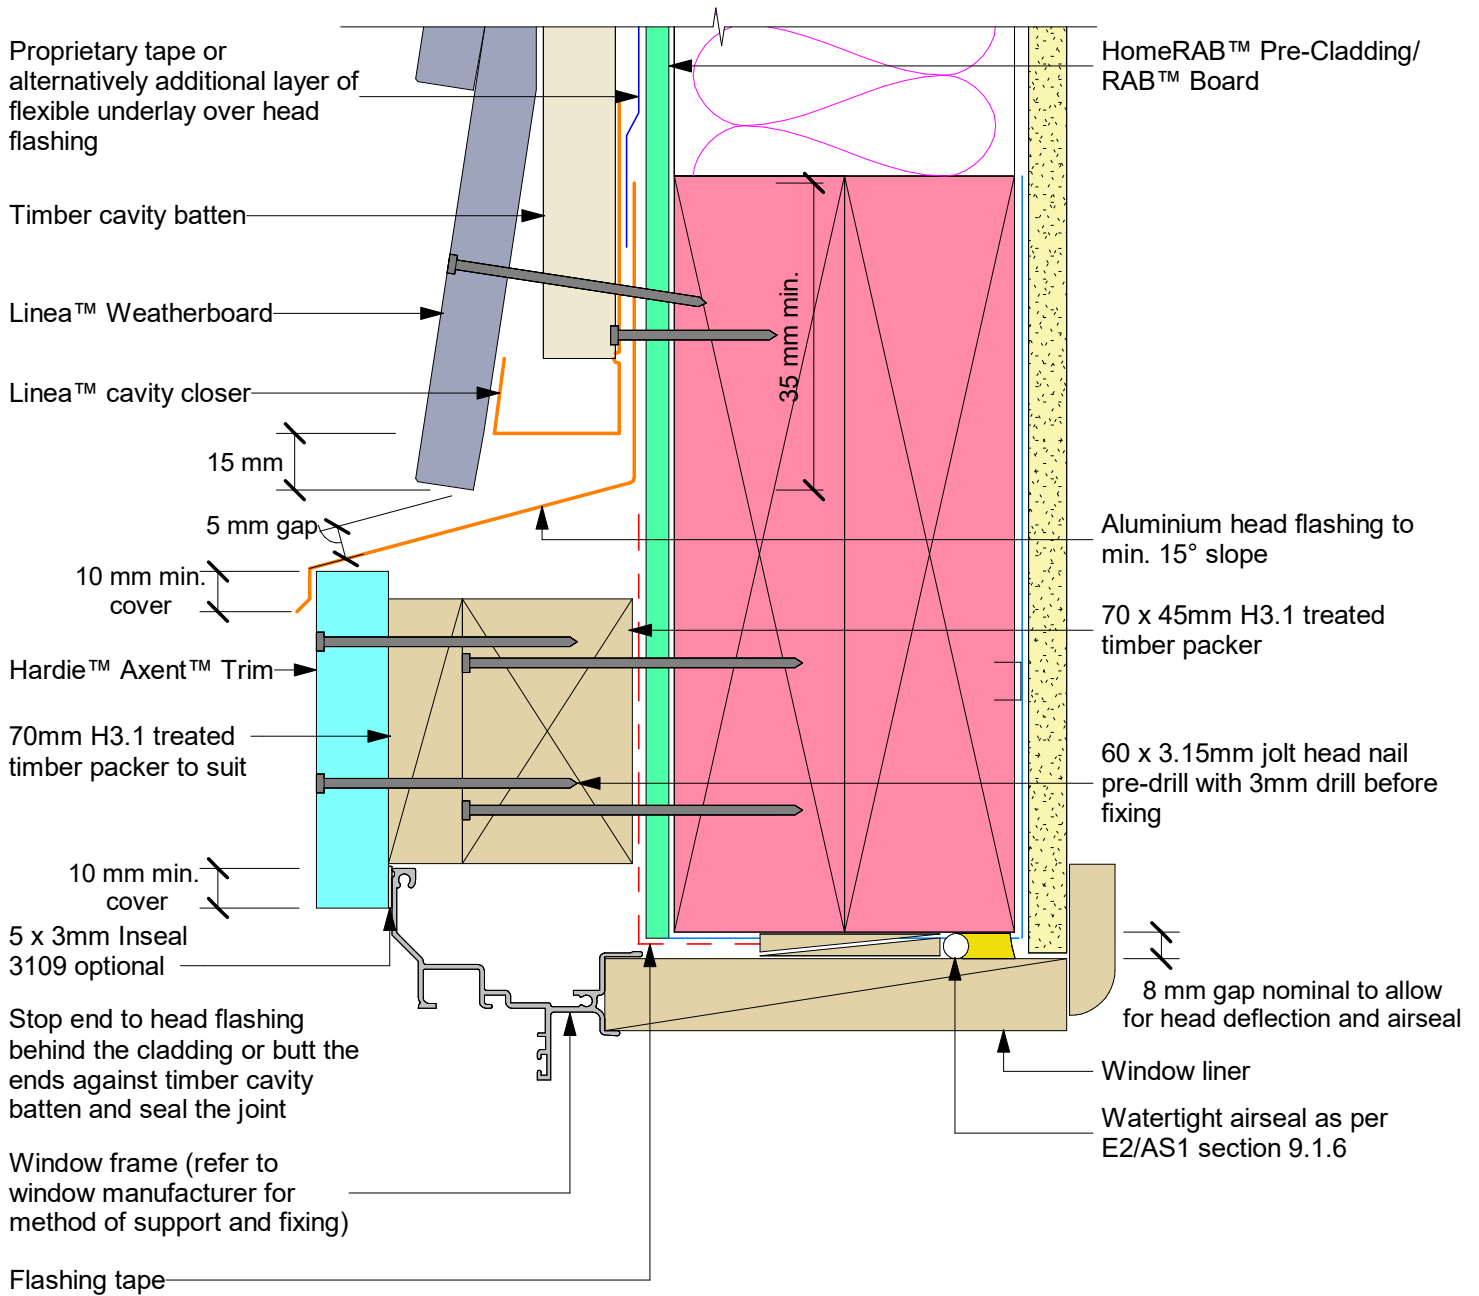 Proprietary tape or
alternatively additional layer of
flexible underlay over head
flashing
Timber cavity batten
Linea™ Weatherboard
Linea™ cavity closer
15 mm
5 mm gap
10 mm min.
cover
Hardie™ Axent™ Trim
70mm H3.1 treated
timber packer to suit
10 mm min.
cover
5 x 3mm Inseal
3109 optional
Stop end to head flashing
behind the cladding or butt the
ends against timber cavity
batten and seal the joint
Window frame (refer to
window manufacturer for
method of support and fixing)
Flashing tape
35 mm min.
HomeRAB™ Pre-Cladding/
RAB™ Board
Aluminium head flashing to
min. 15° slope
70 x 45mm H3.1 treated
timber packer
60 x 3.15mm jolt head nail
pre-drill with 3mm drill before
fixing
8 mm gap nominal to allow
for head deflection and airseal
Window liner
Watertight airseal as per
E2/AS1 section 9.1.6